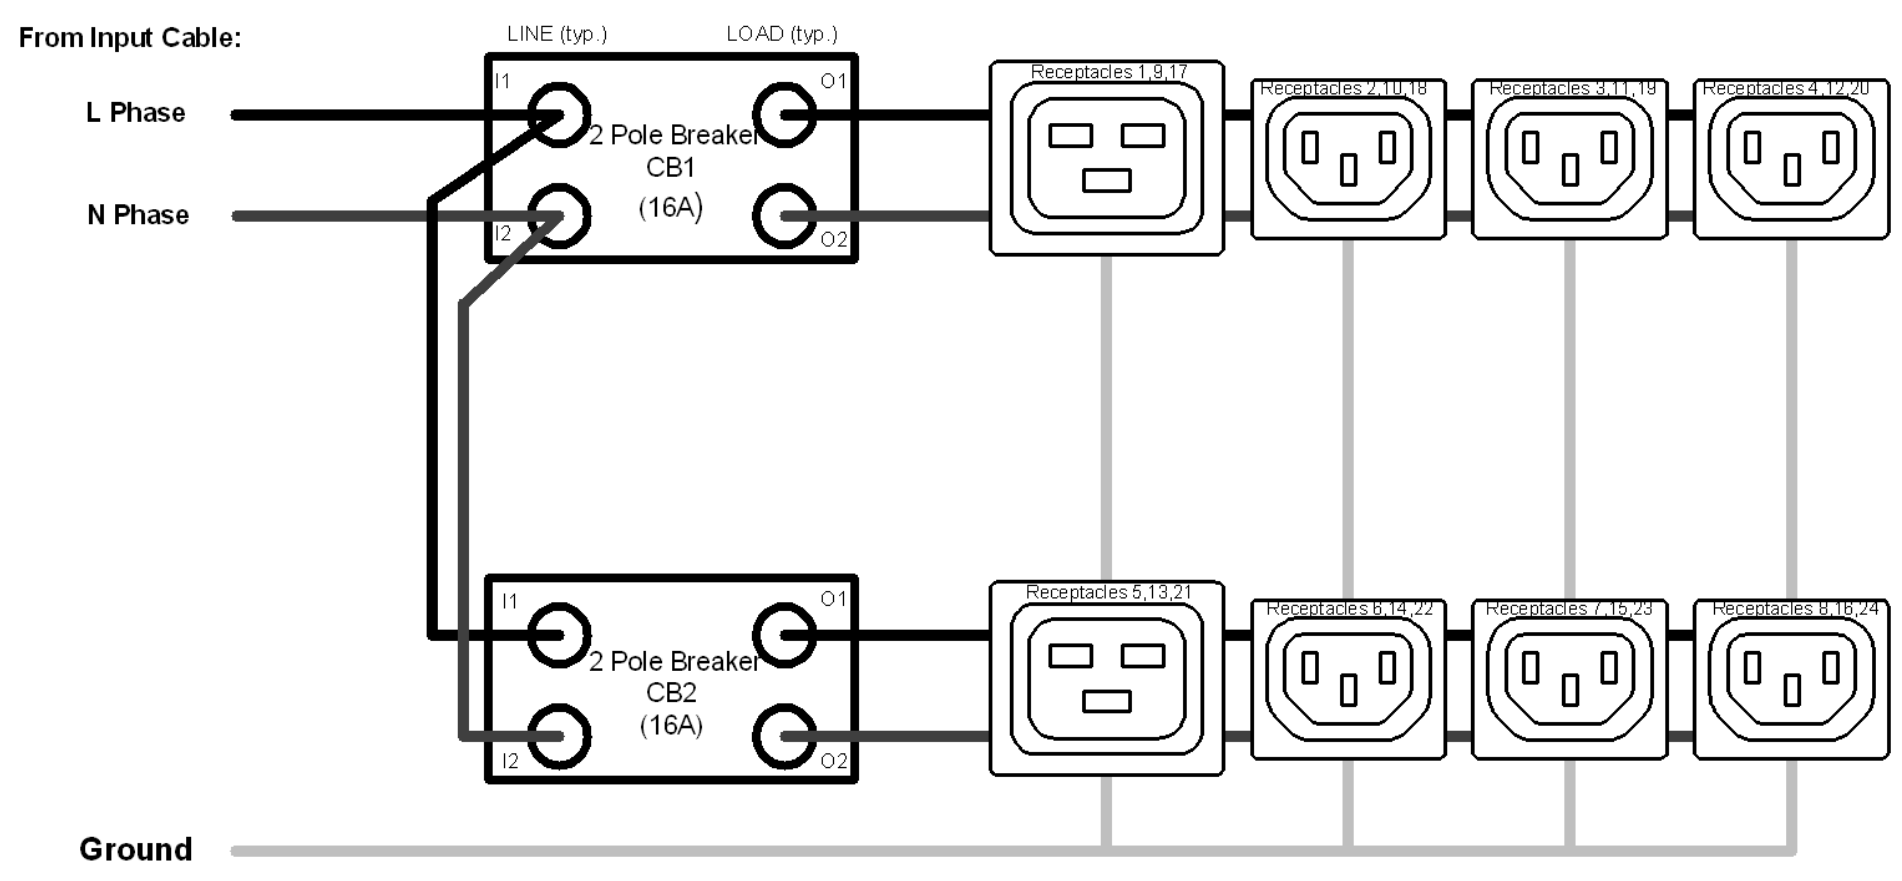 From Input Cable:
LINE (typ.)
LOAD (typ.)
L Phase
N Phase
I1
O1
2 Pole Breaker
CB1
(16A)
I2
O2
Receptacles 1,9,17
Receptacles 2,10,18
Receptacles 3,11,19
Receptacles 4,12,20
I1
O1
2 Pole Breaker
CB2
(16A)
I2
O2
Receptacles 5,13,21
Receptacles 6,14,22
Receptacles 7,15,23
Receptacles 8,16,24
Ground